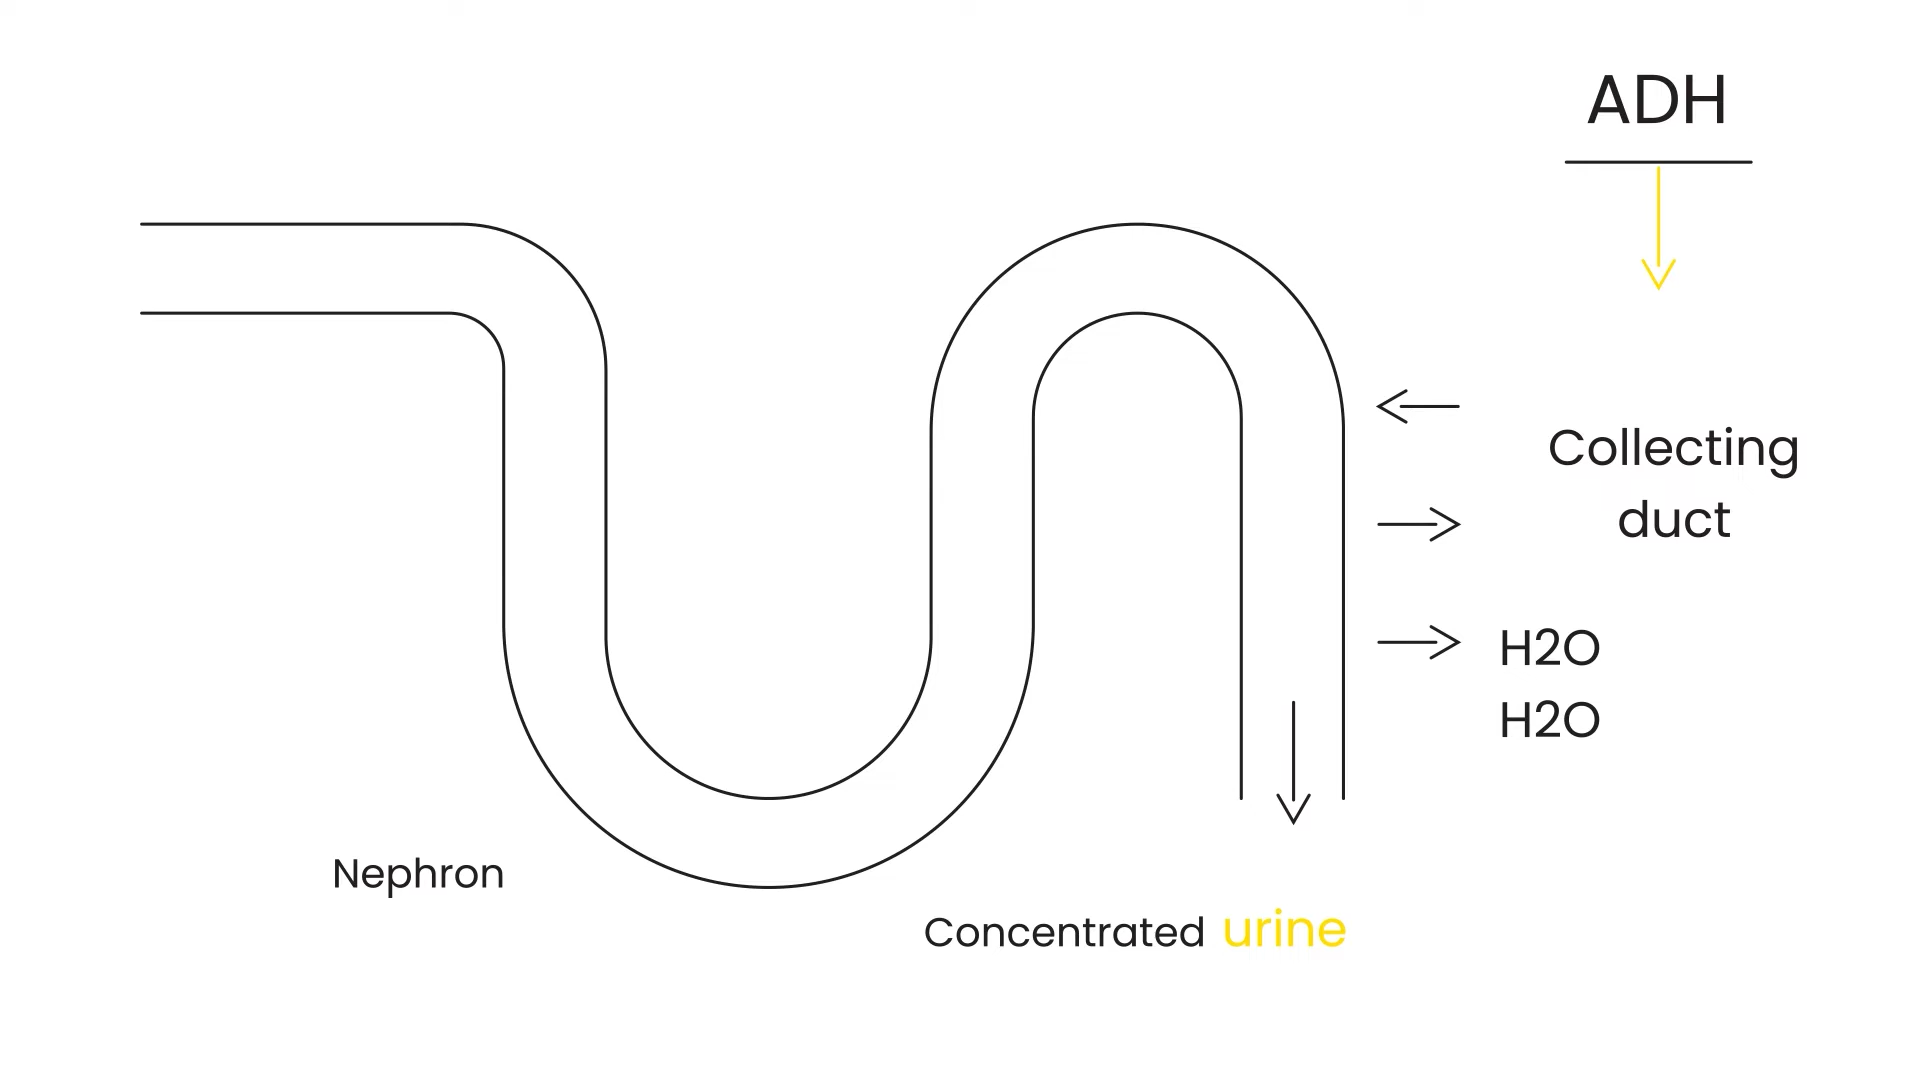 ADH
Collecting
duct
H2O
H2O
Nephron
Concentrated urine